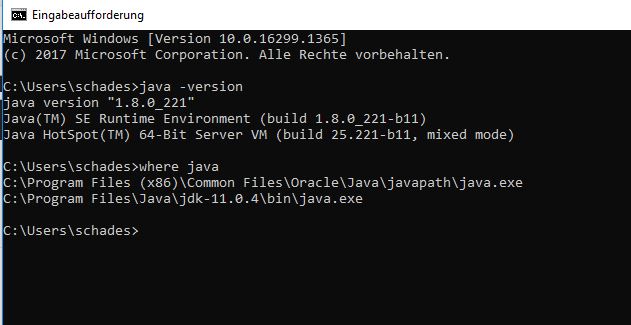 Eingabeaufforderung
Microsoft Windows [Version 10.0.16299.1365]
(c) 2017 Microsoft Corporation. Alle Rechte vorbehalten.
C:\Users\schades>java -version
java version "1.8.0_221"
Java(TM) SE Runtime Environment (build 1.8.0_221-b11)
Java HotSpot(TM) 64-Bit Server VM (build 25.221-b11, mixed mode)
C:\Users\schades>where java
C:\Program Files (x86)\Common Files\Oracle\Java\javapath\java.exe
C:\Program Files\Java\jdk-11.0.4\bin\java.exe
C:\Users\schades>